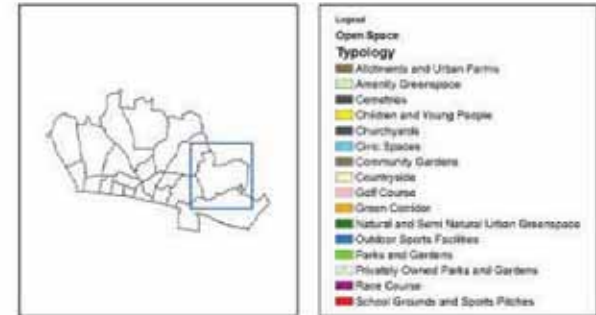 Legend
Open Space
Typology
Allotments and Urban Farms
Amenity Greenspace
Cemetries
Children and Young People
Churchyards
Civic Spaces
Community Gardens
Countryside
Golf Course
Green Corridor
Natural and Semi Natural Urban Greenspace
Outdoor Sports Facilities
Parks and Gardens
Privately Owned Parks and Gardens
Race Course
School Grounds and Sports Pitches